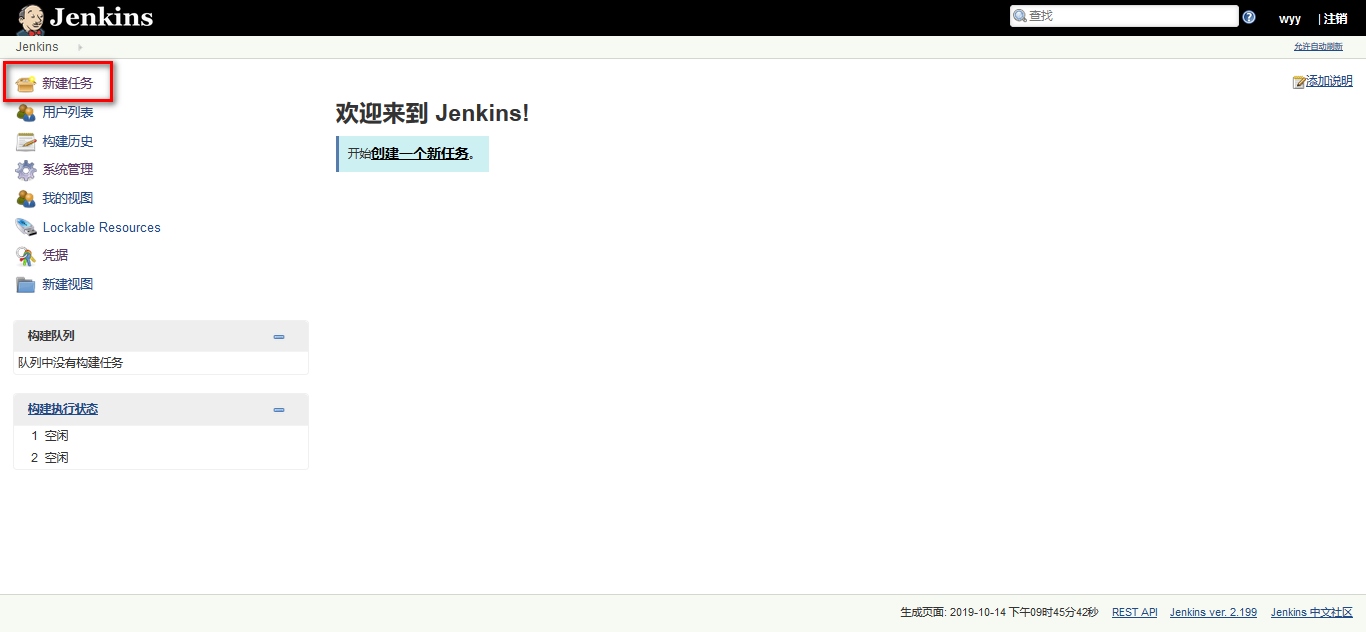 Jenkins
查找
wyy | 注销
Jenkins
允许自动刷新
新建任务
添加说明
用户列表
构建历史
系统管理
我的视图
Lockable Resources
凭据
新建视图
欢迎来到 Jenkins!
开始创建一个新任务。
构建队列
队列中没有构建任务
构建执行状态
1 空闲
2 空闲
生成页面: 2019-10-14 下午09时45分42秒 REST API Jenkins ver. 2.199 Jenkins 中文社区